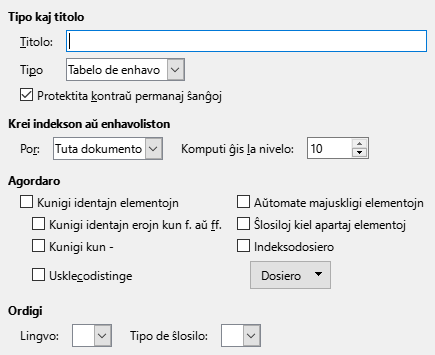 Tipo kaj titolo
Titolo:
Tipo Tabelo de enhavo
Protektita kontraŭ permanaj ŝanĝoj
Krei indekson aŭ enhavoliston
Por: Tuta dokumento Komputi ĝis la nivelo: 10
Agordaro
Kunigi identajn elementojn Aŭtomate majuskligi elementojn
Kunigi identajn erojn kun f. aŭ ff. Ŝlosiloj kiel apartaj elementoj
Kunigi kun - Indeksodosiero
Usklecodistinge Dosiero
Ordigi
Lingvo: Tipo de ŝlosilo: